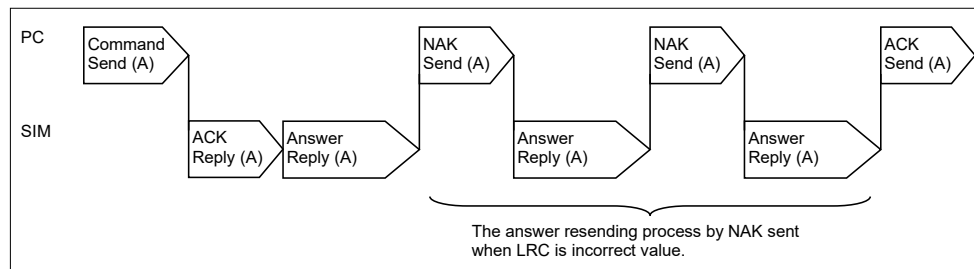 PC
Command
Send (A)
NAK
Send (A)
NAK
Send (A)
ACK
Send (A)
SIM
ACK
Reply (A)
Answer
Reply (A)
Answer
Reply (A)
Answer
Reply (A)
The answer resending process by NAK sent
when LRC is incorrect value.